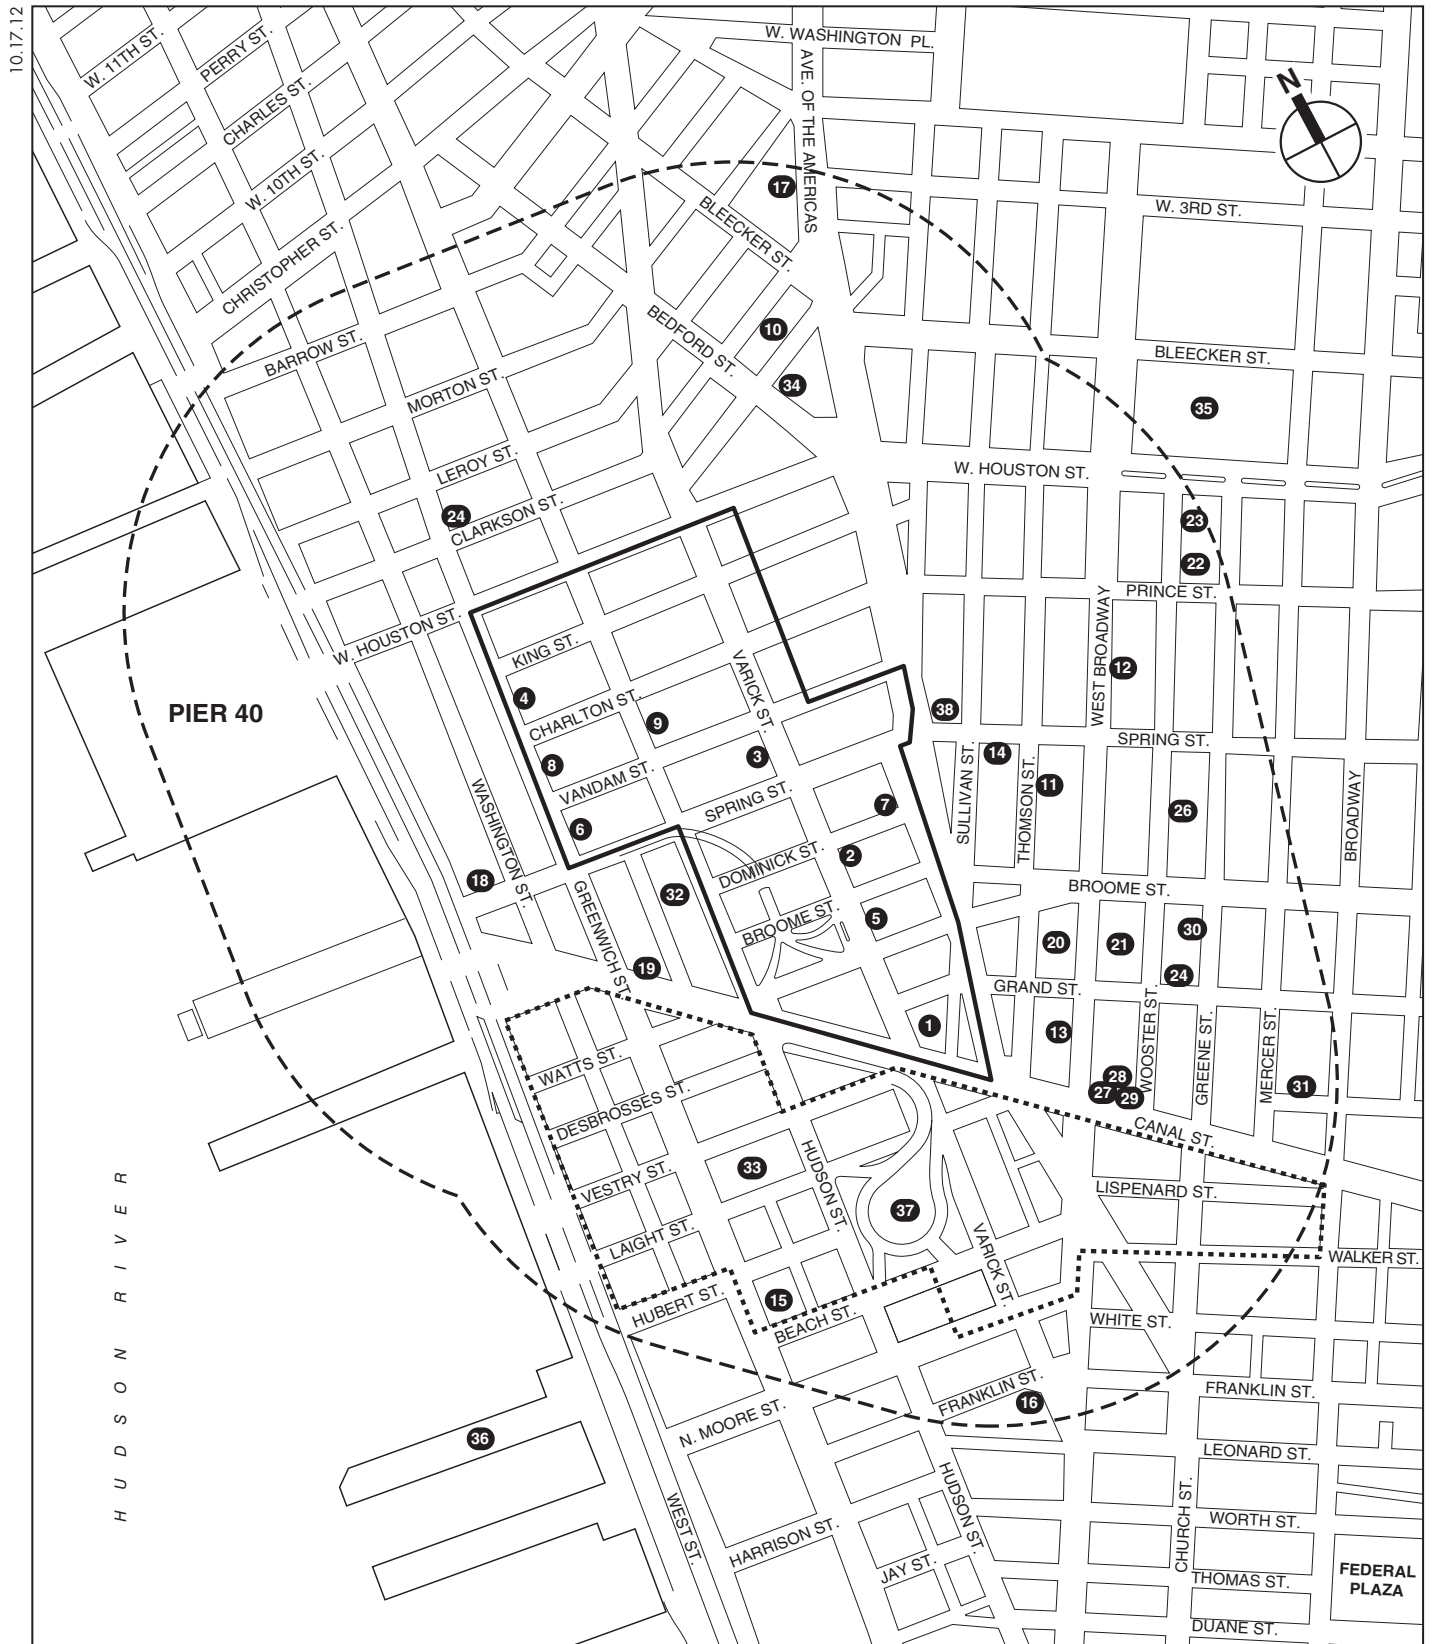 10.17.12
W. WASHINGTON PL.
W. 11TH ST.
PERRY ST.
AVE. OF THE AMERICAS
N
CHARLES ST.
W. 10TH ST.
17
W. 3RD ST.
BLEECKER ST.
CHRISTOPHER ST.
BARROW ST.
BEDFORD ST.
10
BLEECKER ST.
MORTON ST.
34
35
LEROY ST.
W. HOUSTON ST.
24
CLARKSON ST.
23
22
PRINCE ST.
W. HOUSTON ST.
KING ST.
VARICK ST.
WEST BROADWAY
12
4
CHARLTON ST.
9
38
PIER 40
SPRING ST.
8
3
14
VANDAM ST.
SULLIVAN ST.
THOMSON ST.
11
WASHINGTON ST.
SPRING ST.
7
26
BROADWAY
6
2
DOMINICK ST.
18
GREENWICH ST.
32
BROOME ST.
BROOME ST.
5
20
21
30
19
24
GRAND ST.
1
13
WOOSTER ST.
GREENE ST.
MERCER ST.
WATTS ST.
28
27
29
31
DESBROSSES ST.
CANAL ST.
33
HUDSON ST.
VESTRY ST.
LISPENARD ST.
37
LAIGHT ST.
VARICK ST.
WALKER ST.
HUDSON RIVER
HUBERT ST.
15
BEACH ST.
WHITE ST.
FRANKLIN ST.
16
FRANKLIN ST.
N. MOORE ST.
36
LEONARD ST.
HUDSON ST.
WEST ST.
CHURCH ST.
WORTH ST.
HARRISON ST.
JAY ST.
THOMAS ST.
FEDERAL
PLAZA
DUANE ST.